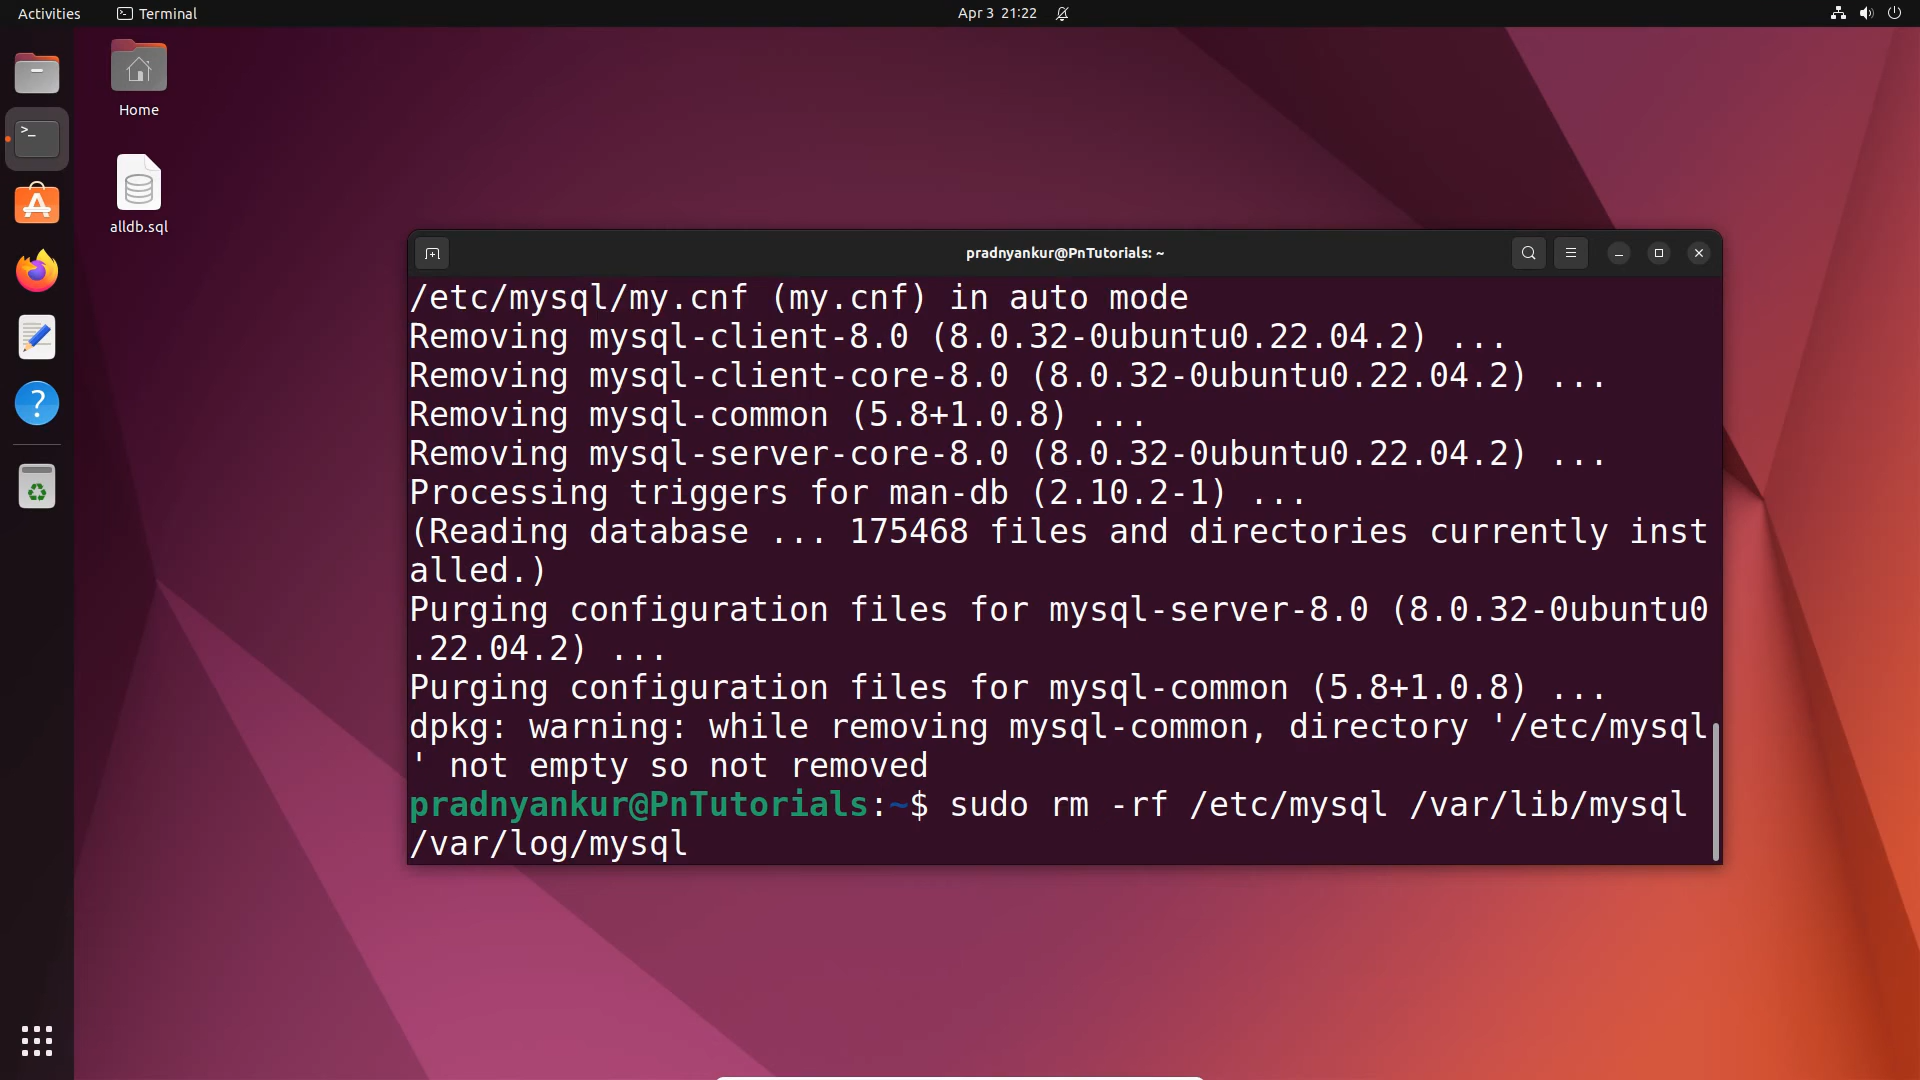 Activities
Terminal
Apr 3 21:22
Home
alldb.sql
pradnyankur@PnTutorials: ~
/etc/mysql/my.cnf (my.cnf) in auto mode
Removing mysql-client-8.0 (8.0.32-0ubuntu0.22.04.2) ...
Removing mysql-client-core-8.0 (8.0.32-0ubuntu0.22.04.2) ...
Removing mysql-common (5.8+1.0.8) ...
Removing mysql-server-core-8.0 (8.0.32-0ubuntu0.22.04.2) ...
Processing triggers for man-db (2.10.2-1) ...
(Reading database ... 175468 files and directories currently inst
alled.)
Purging configuration files for mysql-server-8.0 (8.0.32-0ubuntu0
.22.04.2) ...
Purging configuration files for mysql-common (5.8+1.0.8) ...
dpkg: warning: while removing mysql-common, directory '/etc/mysql
' not empty so not removed
pradnyankur@PnTutorials:~$ sudo rm -rf /etc/mysql /var/lib/mysql
/var/log/mysql